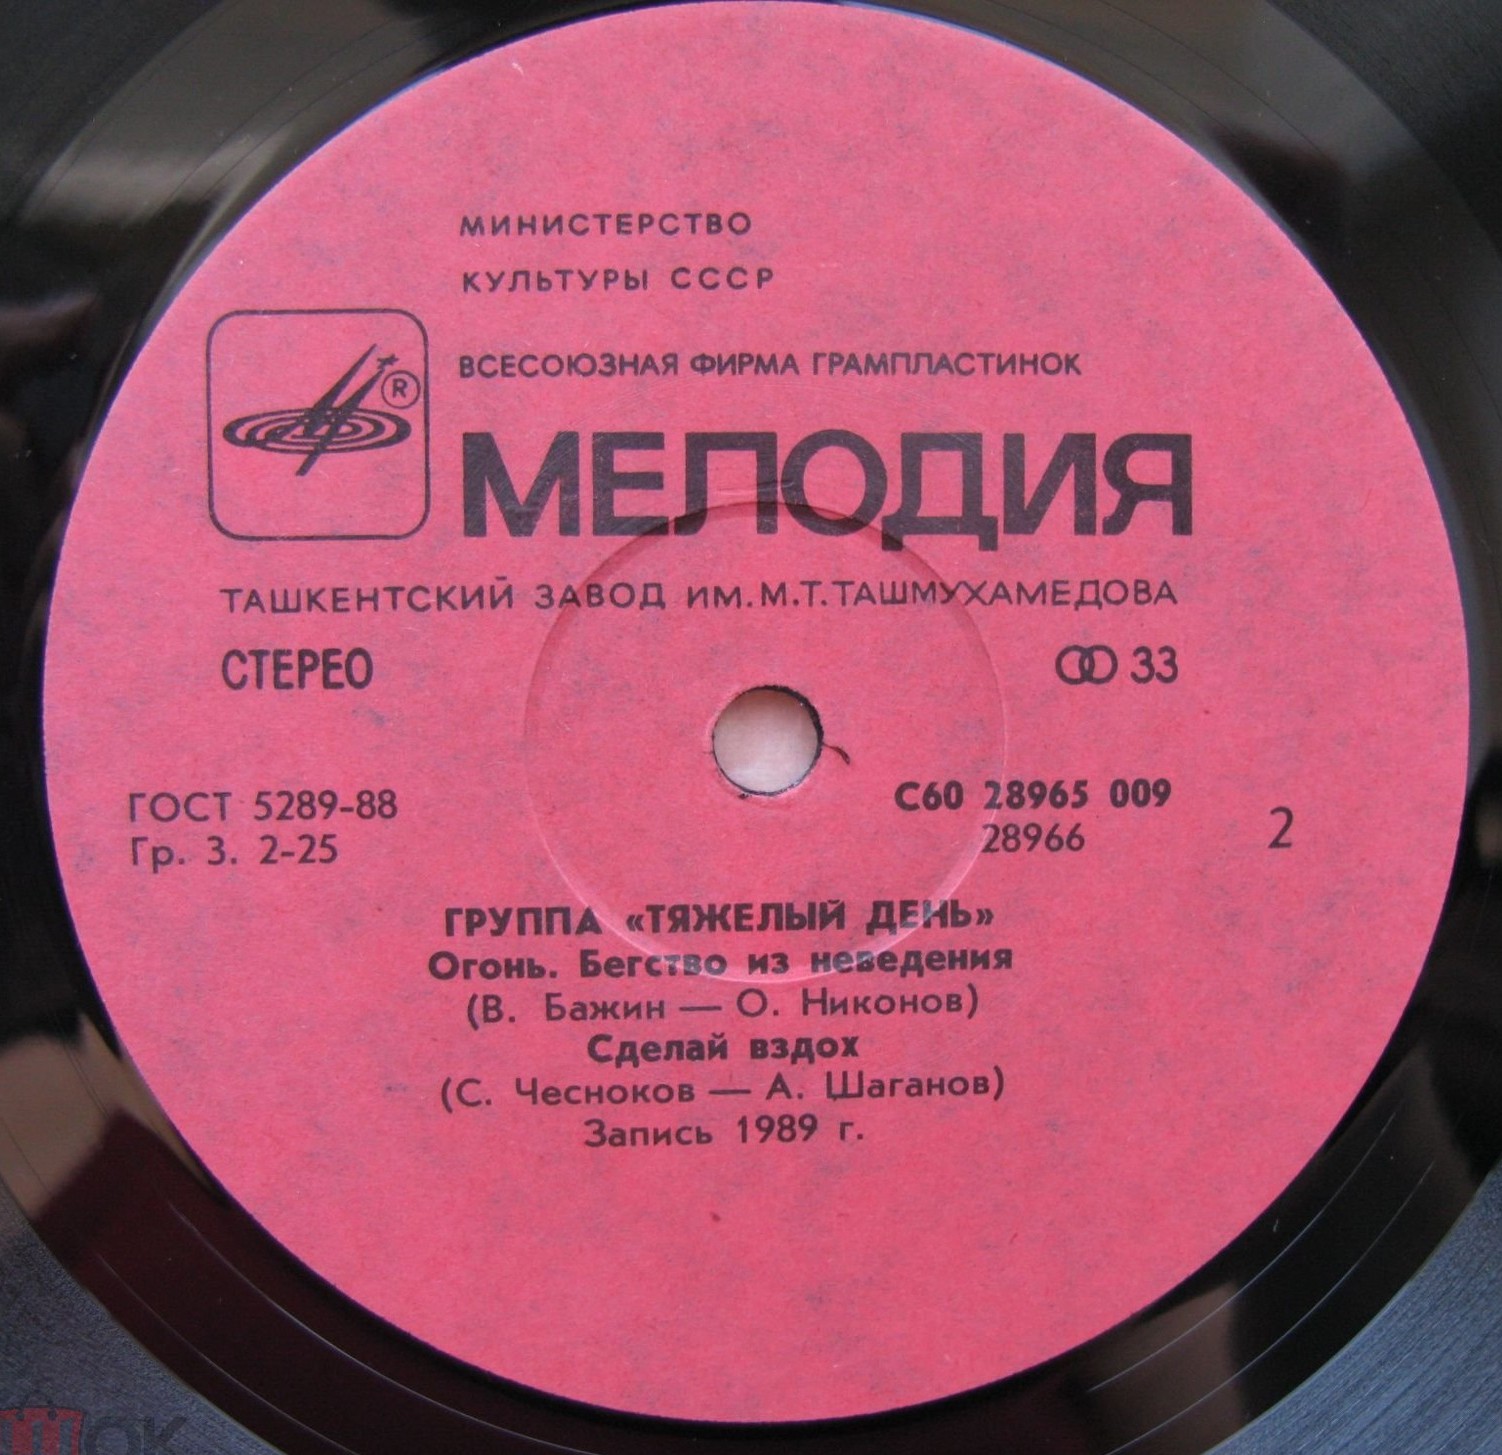 МИНИСТЕРСТВО
КУЛЬТУРЫ СССР
ВСЕСОЮЗНАЯ ФИРМА ГРАМПЛАСТИНОК
®
МЕЛОДИЯ
ТАШКЕНТСКИЙ ЗАВОД ИМ.М.Т.ТАШМУХАМЕДОВА
СТЕРЕО 33
ГОСТ 5289-88 С60 28965 009
Гр. 3. 2-25 28966 2
ГРУППА «ТЯЖЕЛЫЙ ДЕНЬ»
Огонь. Бегство из неведения
(В. Бажин — О. Никонов)
Сделай вздох
(С. Чесноков — А. Шаганов)
Запись 1989 г.